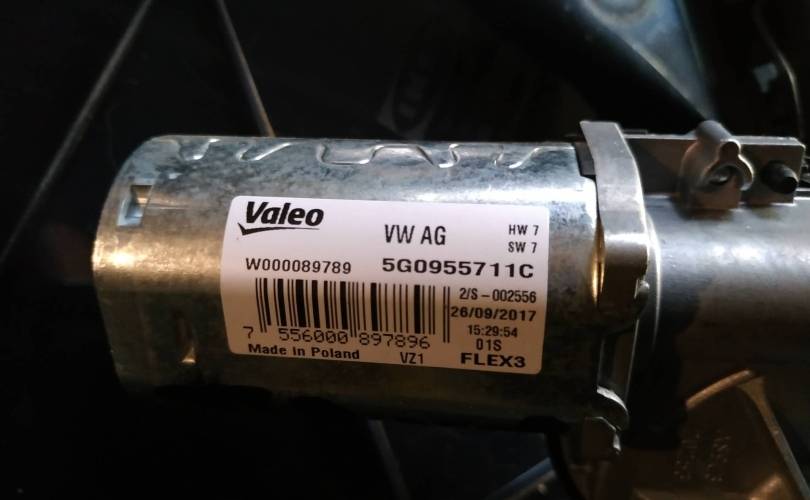 Valeo
VW AG
HW 7
SW 7
W000089789
5G0955711C
2/S-002556
26/09/2017
15:29:54
7 556000 897896
01S
Made in Poland
VZ1
FLEX3